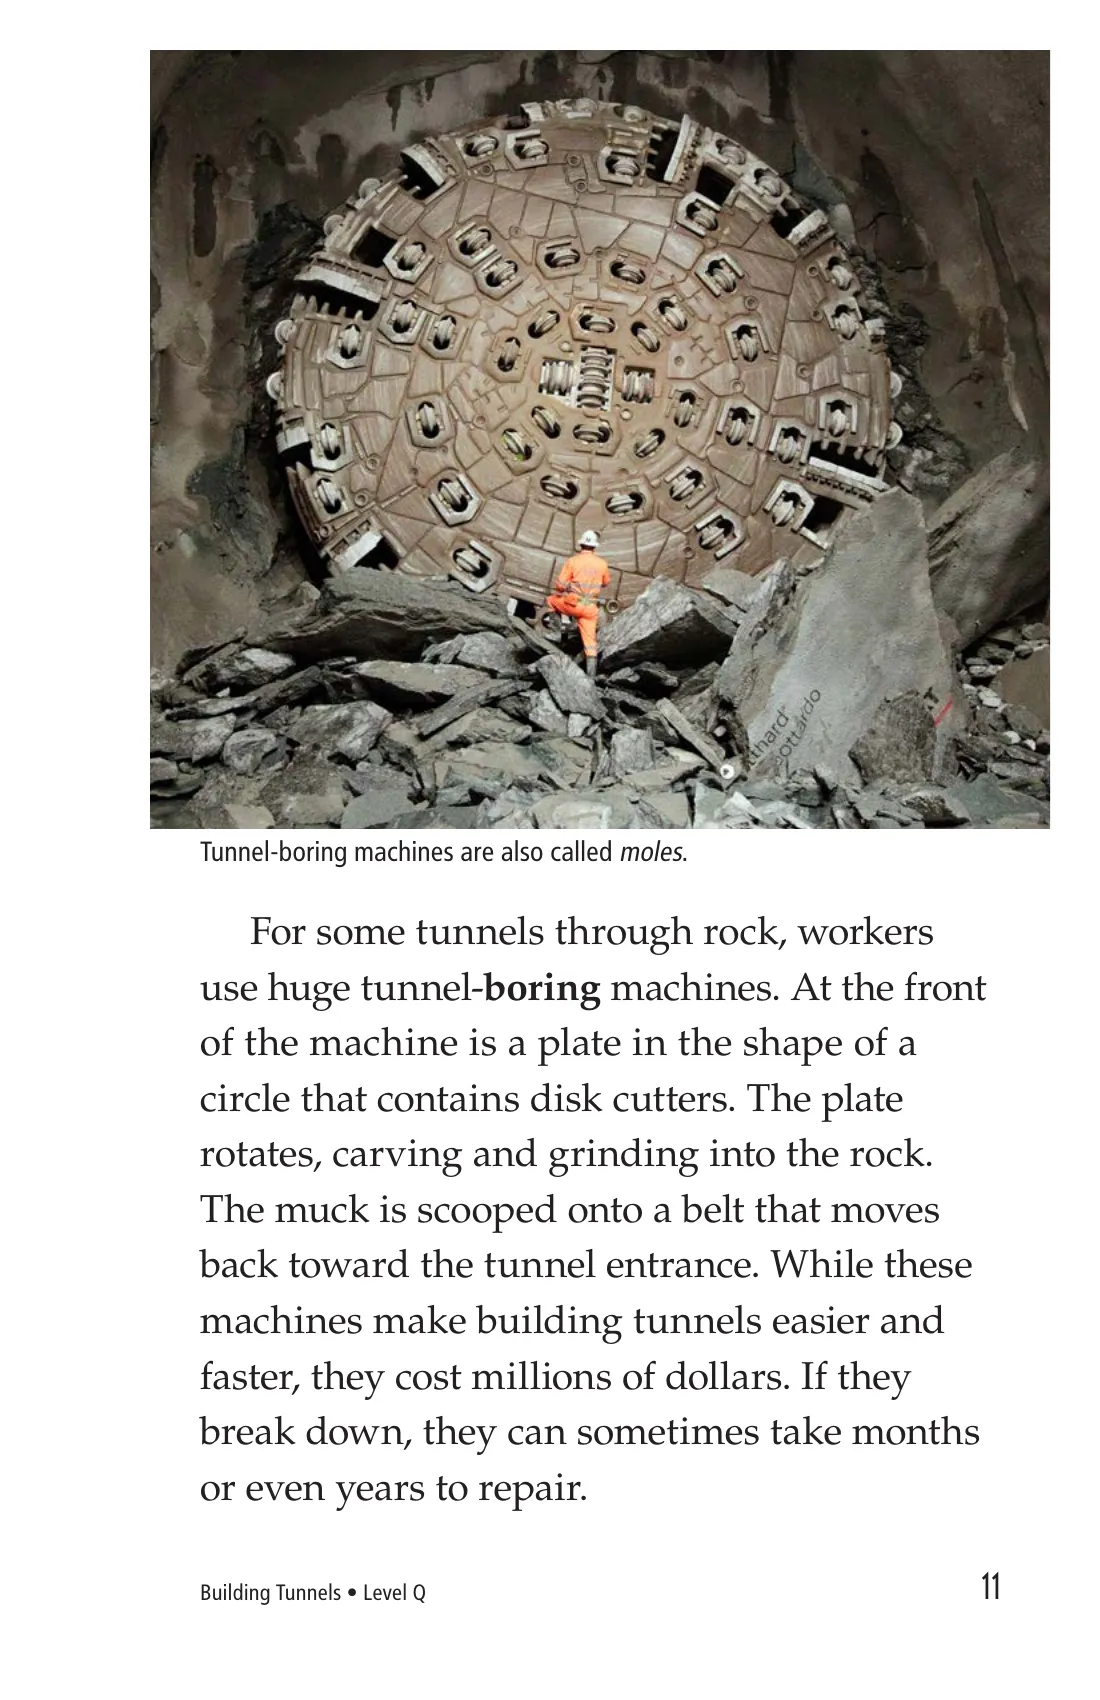 thard
ottardo
Tunnel-boring machines are also called moles.
For some tunnels through rock, workers
use huge tunnel-boring machines. At the front
of the machine is a plate in the shape of a
circle that contains disk cutters. The plate
rotates, carving and grinding into the rock.
The muck is scooped onto a belt that moves
back toward the tunnel entrance. While these
machines make building tunnels easier and
faster, they cost millions of dollars. If they
break down, they can sometimes take months
or even years to repair.
Building Tunnels • Level Q 11